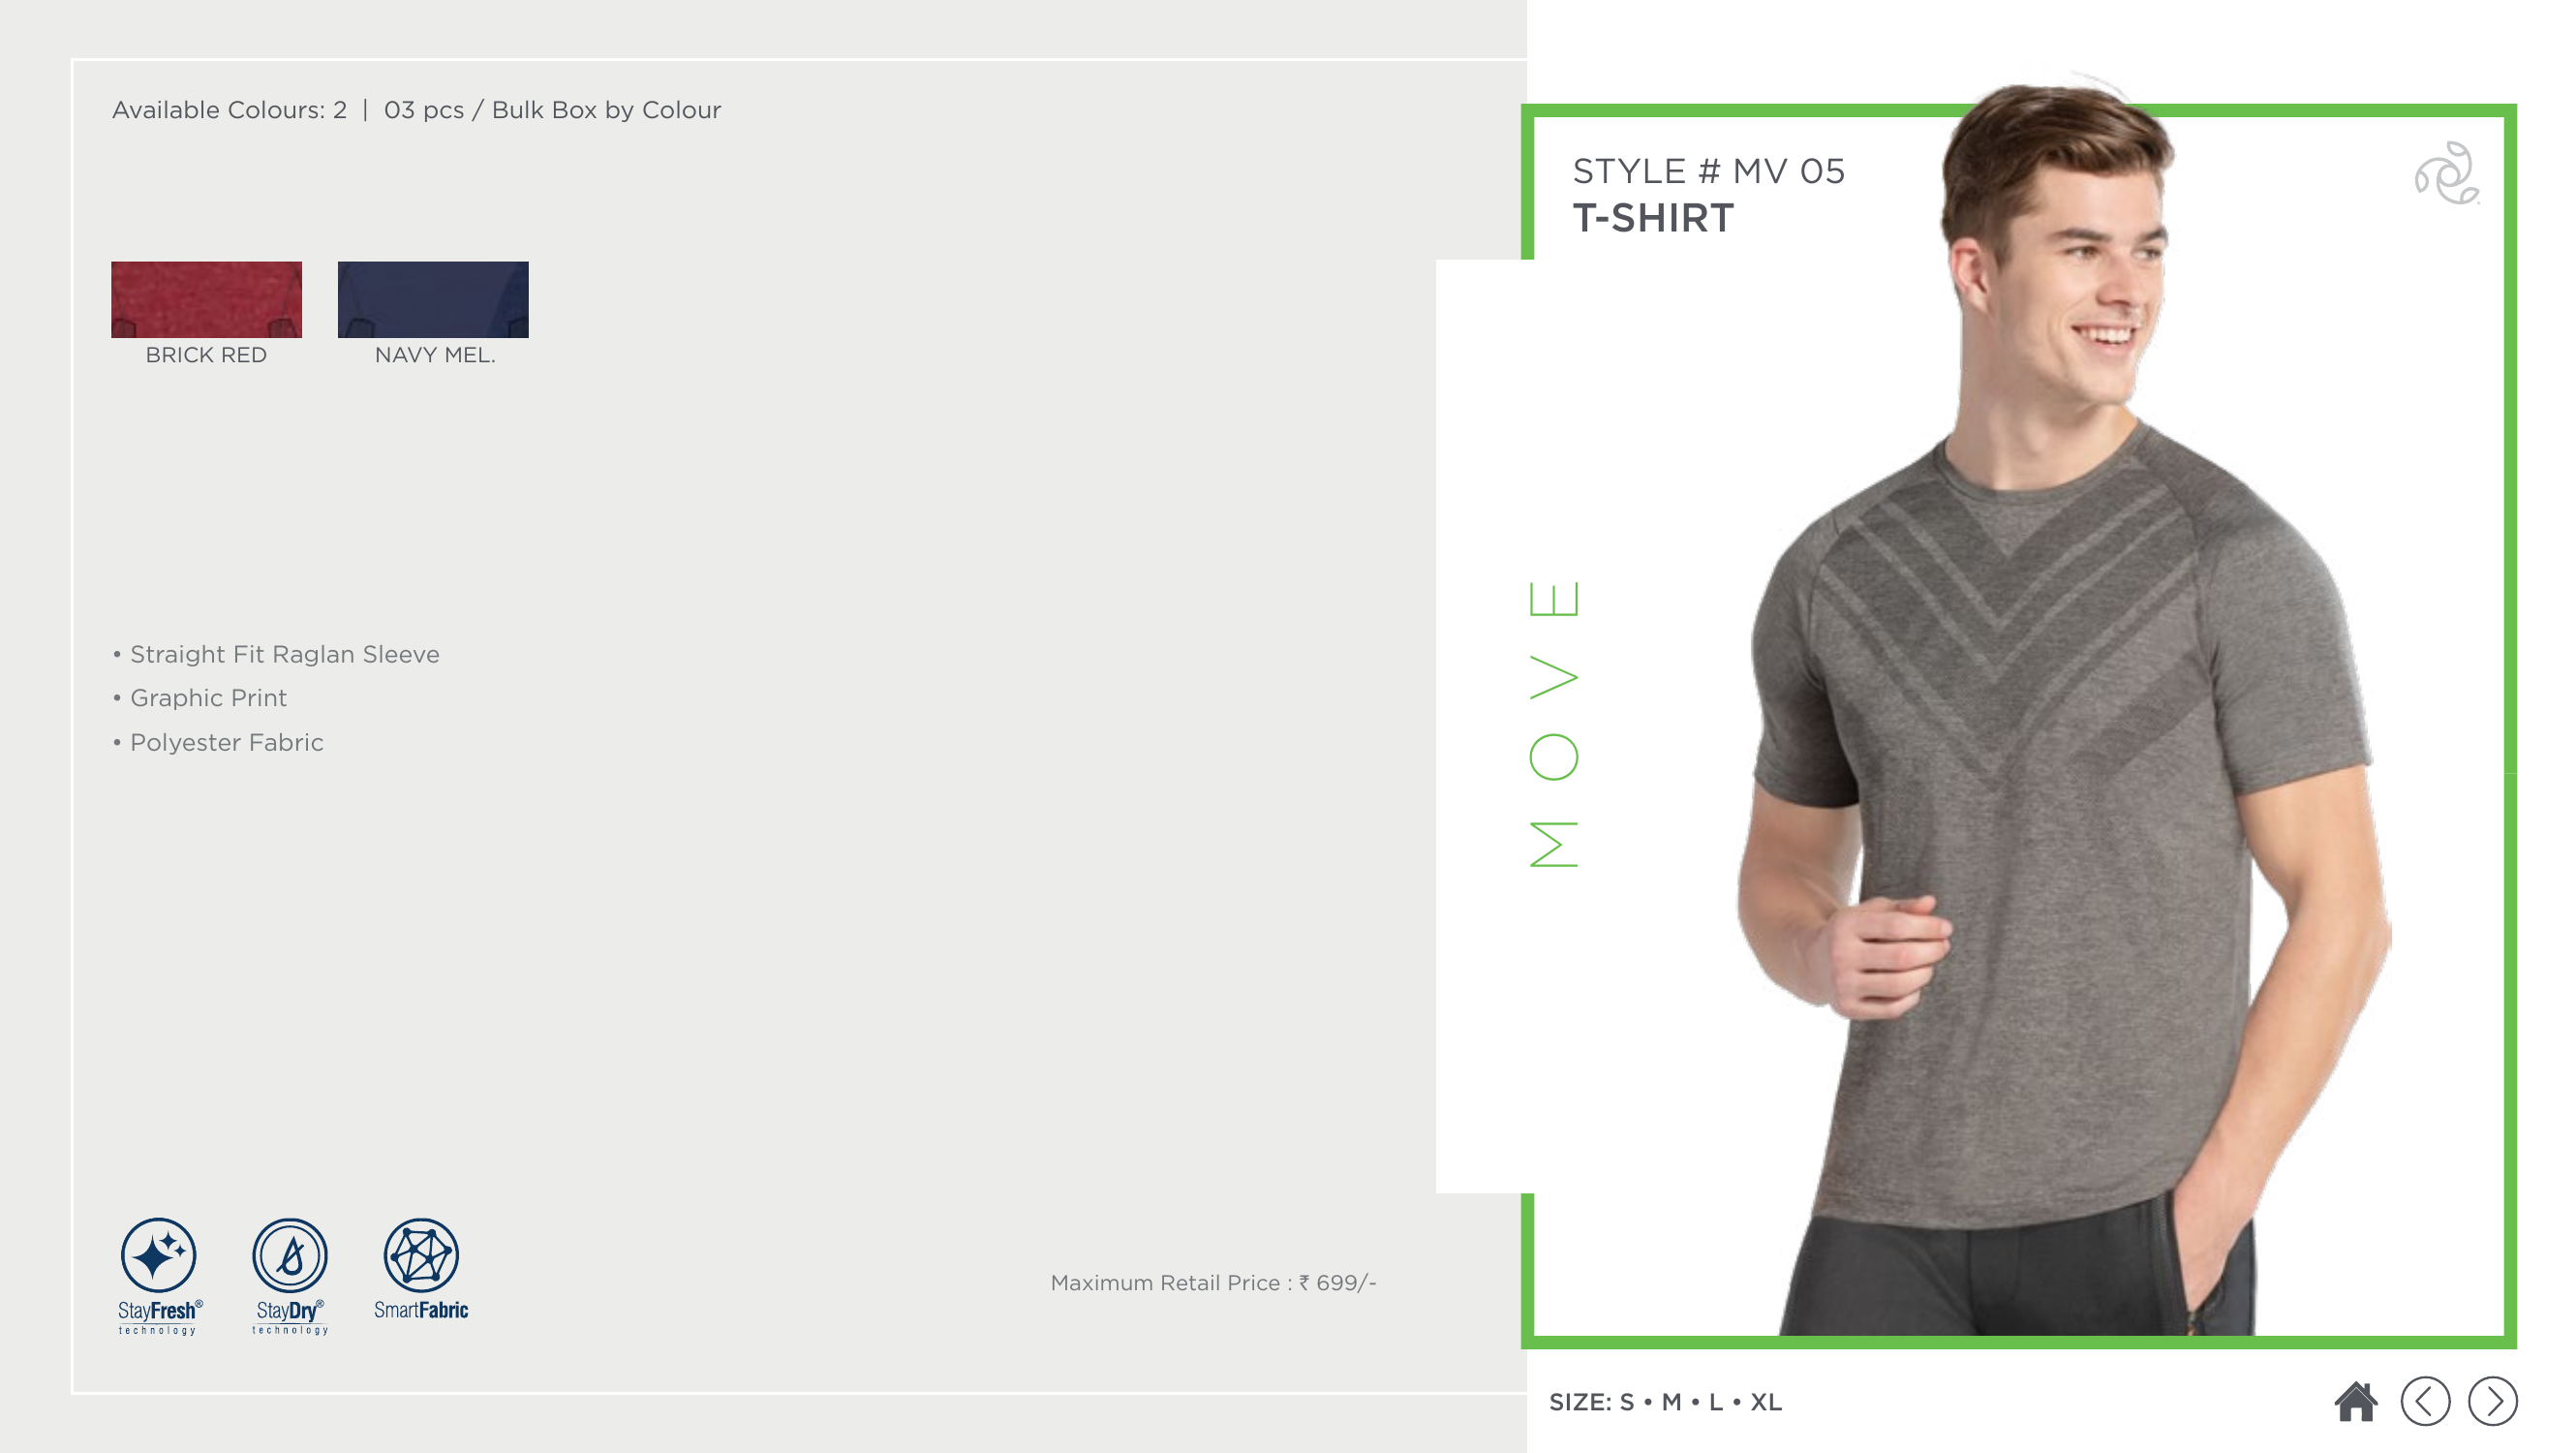 Available Colours: 2 | 03 pcs / Bulk Box by Colour
BRICK RED
NAVY MEL.
• Straight Fit Raglan Sleeve
• Graphic Print
• Polyester Fabric
StayFresh®
technology
StayDry®
technology
SmartFabric
Maximum Retail Price : ₹ 699/-
STYLE # MV 05
T-SHIRT
MOVE
SIZE: S • M • L • XL